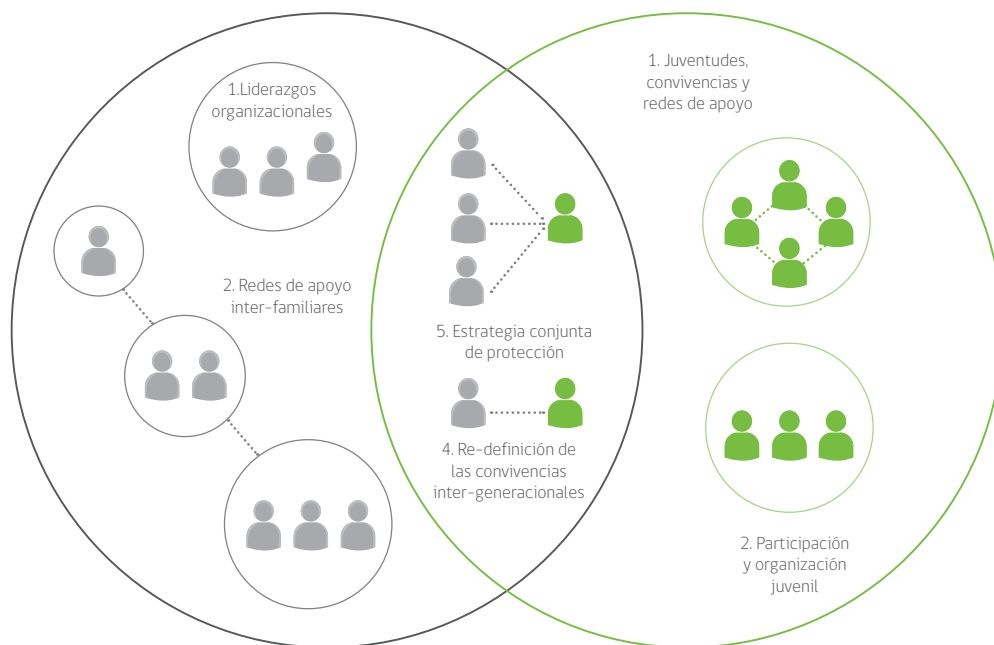 1.Liderazgos
organizacionales
2. Redes de apoyo
inter-familiares
5. Estrategia conjunta
de protección
4. Re-definición de
las convivencias
inter-generacionales
1. Juventudes,
convivencias y
redes de apoyo
2. Participación
y organización
juvenil